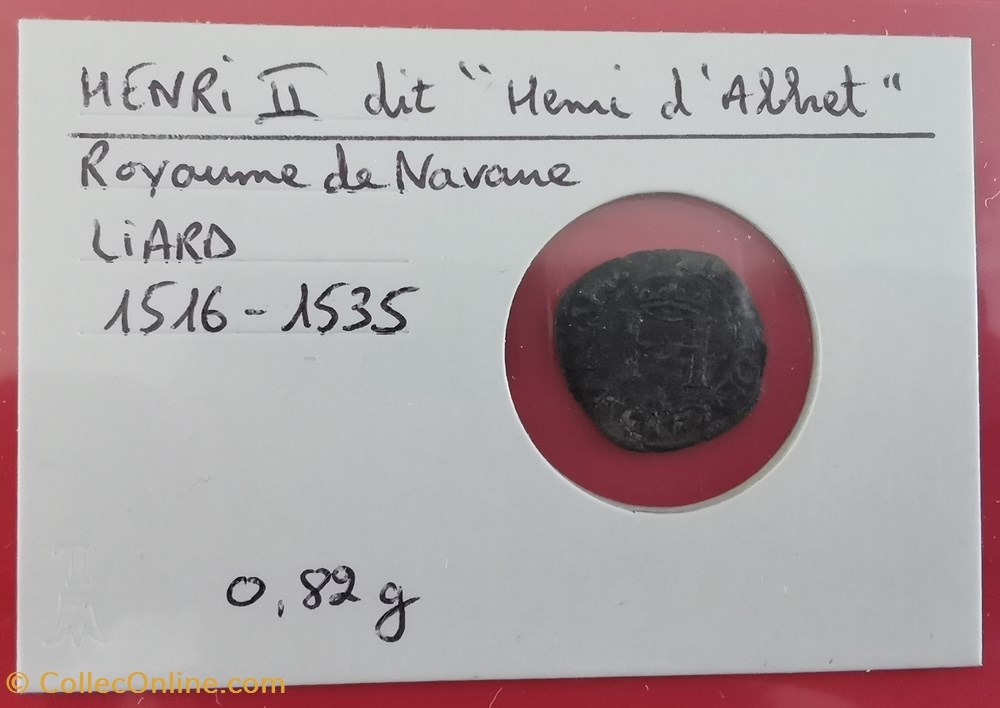 HENRi II dit "Henri d'Albret"
Royaume de Navarre
LiARD
1516-1535
0,82 g
© CollecOnline.com